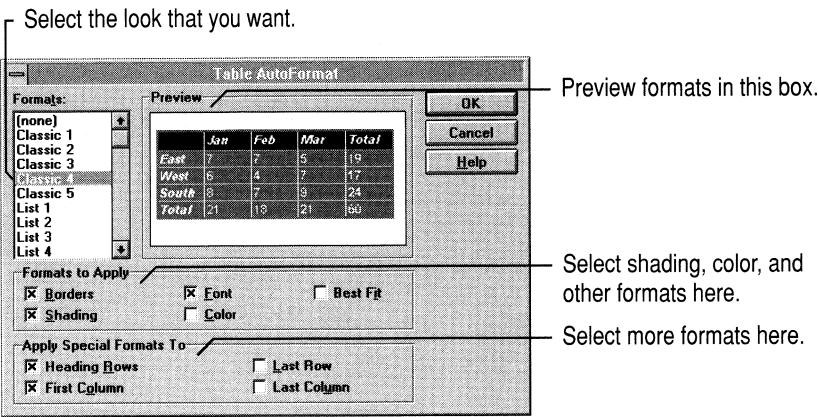 Select the look that you want.
Table AutoFormat
Formats:
(none)
Classic 1
Classic 2
Classic 3
Classic 4
Classic 5
List 1
List 2
List 3
List 4
Preview
Jan Feb Mar Total
East 7 7 5 19
West 6 4 7 17
South 8 7 9 24
Total 21 18 21 60
OK
Cancel
Help
Preview formats in this box.
Formats to Apply
Borders Font Best Fit
Shading Color
Select shading, color, and
other formats here.
Apply Special Formats To
Heading Rows Last Row
First Column Last Column
Select more formats here.